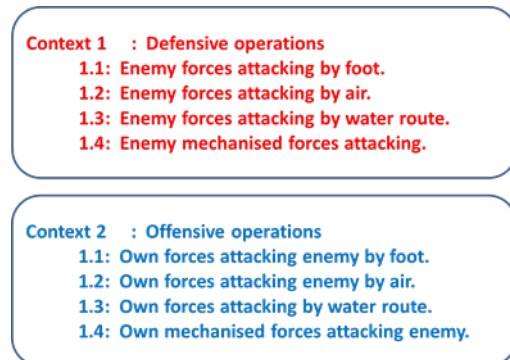 Context 1 : Defensive operations
1.1: Enemy forces attacking by foot.
1.2: Enemy forces attacking by air.
1.3: Enemy forces attacking by water route.
1.4: Enemy mechanised forces attacking.
Context 2 : Offensive operations
1.1: Own forces attacking enemy by foot.
1.2: Own forces attacking enemy by air.
1.3: Own forces attacking by water route.
1.4: Own mechanised forces attacking enemy.